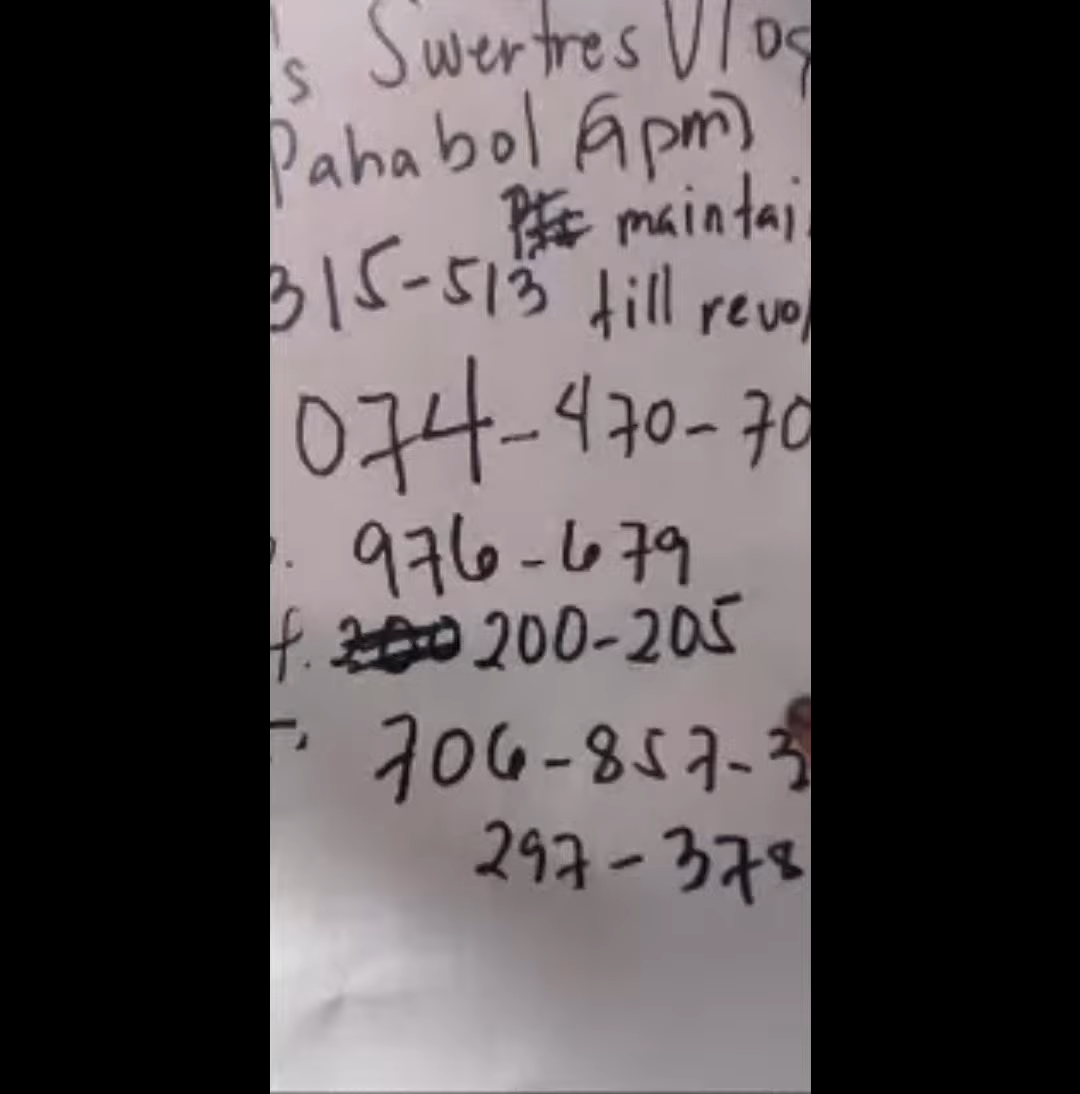 's Swertres Vlog
Pahabol (9pm)
maintai
315-513 till revol
074-470-70
976-679
f. 200-205
706-857-3
297-378